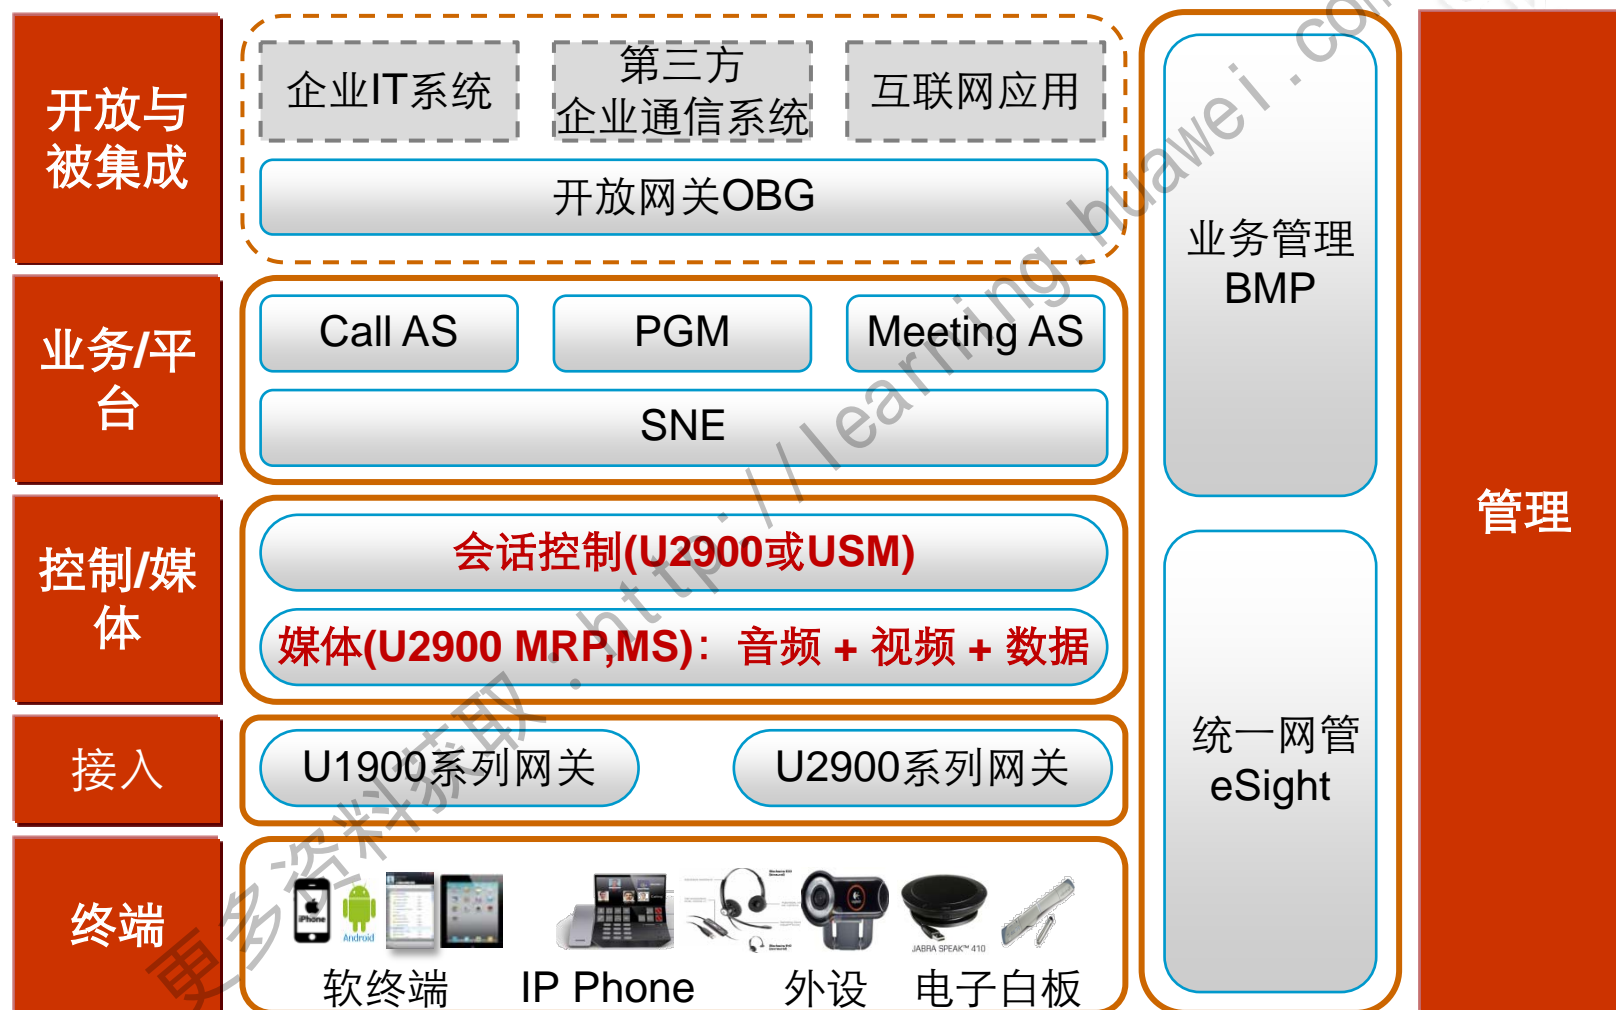 开放与
被集成
企业IT系统
第三方
企业通信系统
互联网应用
开放网关OBG
业务/平
台
Call AS
PGM
Meeting AS
SNE
控制/媒
体
会话控制(U2900或USM)
媒体(U2900 MRP,MS)：音频 + 视频 + 数据
接入
U1900系列网关
U2900系列网关
终端
iPhone
Android
JABRA SPEAK™ 410
软终端
IP Phone
外设
电子白板
业务管理
BMP
统一网管
eSight
管理
更多资料获取：http://learning.huawei.com